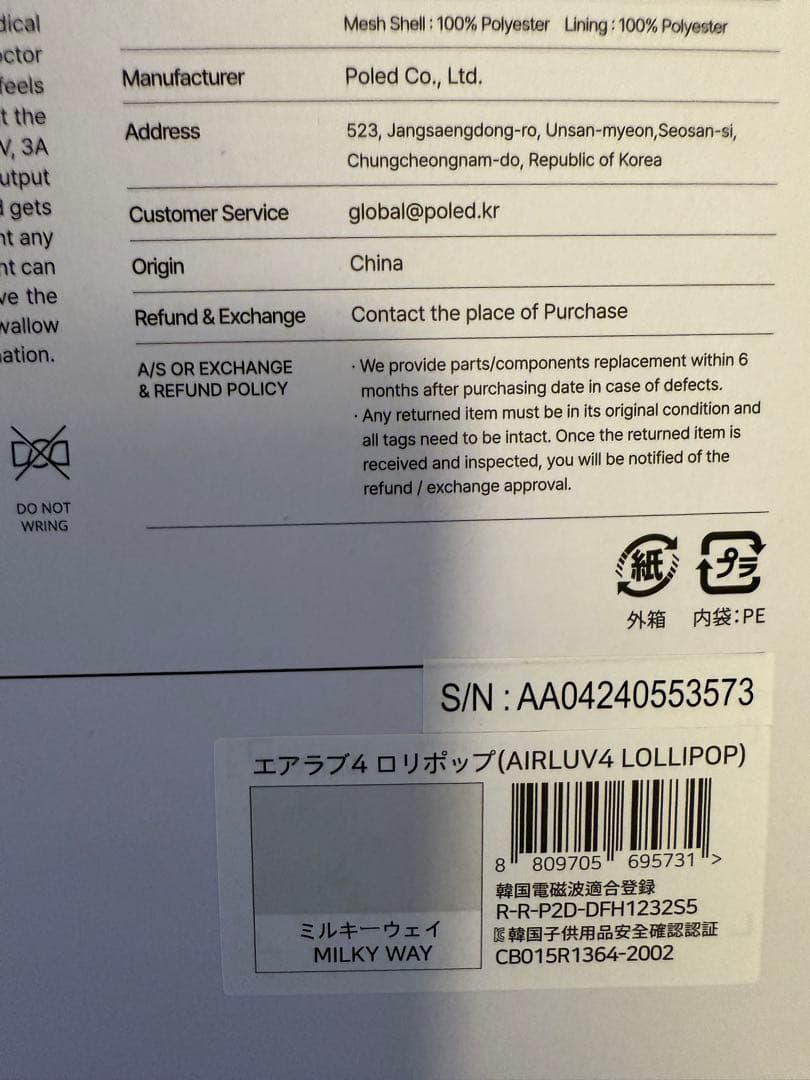 dical
octor
feels
t the
V, 3A
utput
d gets
nt any
nt can
ve the
wallow
ation.
DO NOT
WRING
Mesh Shell : 100% Polyester Lining : 100% Polyester
Manufacturer Poled Co., Ltd.
Address 523, Jangsaengdong-ro, Unsan-myeon,Seosan-si,
Chungcheongnam-do, Republic of Korea
Customer Service global@poled.kr
Origin China
Refund & Exchange Contact the place of Purchase
A/S OR EXCHANGE
& REFUND POLICY
· We provide parts/components replacement within 6
months after purchasing date in case of defects.
· Any returned item must be in its original condition and
all tags need to be intact. Once the returned item is
received and inspected, you will be notified of the
refund / exchange approval.
紙 プラ
外箱 内袋:PE
S/N : AA04240553573
エアラブ4 ロリポップ(AIRLUV4 LOLLIPOP)
ミルキーウェイ
MILKY WAY
8 809705 695731 >
韓国電磁波適合登録
R-R-P2D-DFH1232S5
韓国子供用品安全確認認証
CB015R1364-2002